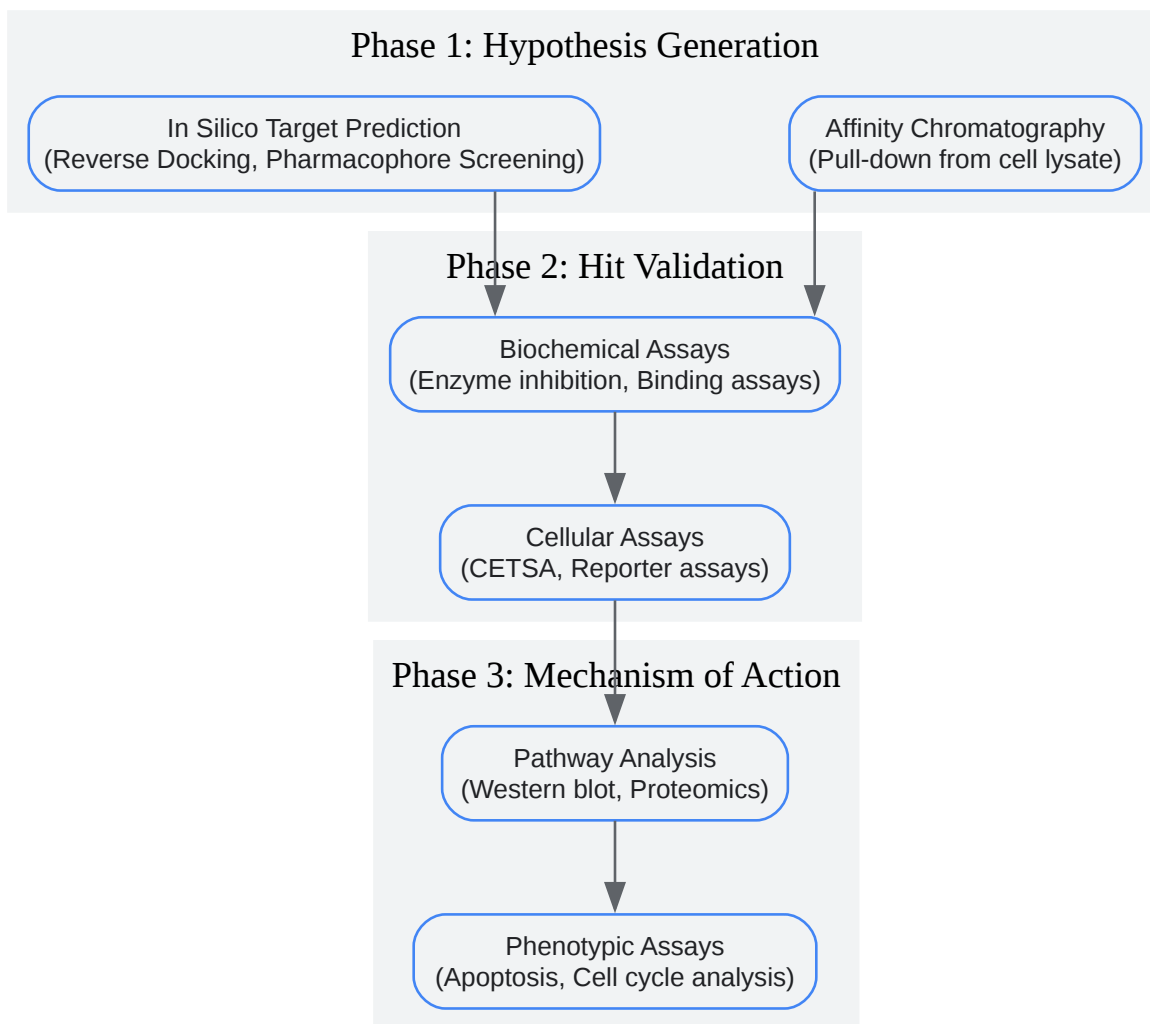 Phase 1: Hypothesis Generation
In Silico Target Prediction
(Reverse Docking, Pharmacophore Screening)
Affinity Chromatography
(Pull-down from cell lysate)
Phase 2: Hit Validation
Biochemical Assays
(Enzyme inhibition, Binding assays)
Cellular Assays
(CETSA, Reporter assays)
Phase 3: Mechanism of Action
Pathway Analysis
(Western blot, Proteomics)
Phenotypic Assays
(Apoptosis, Cell cycle analysis)